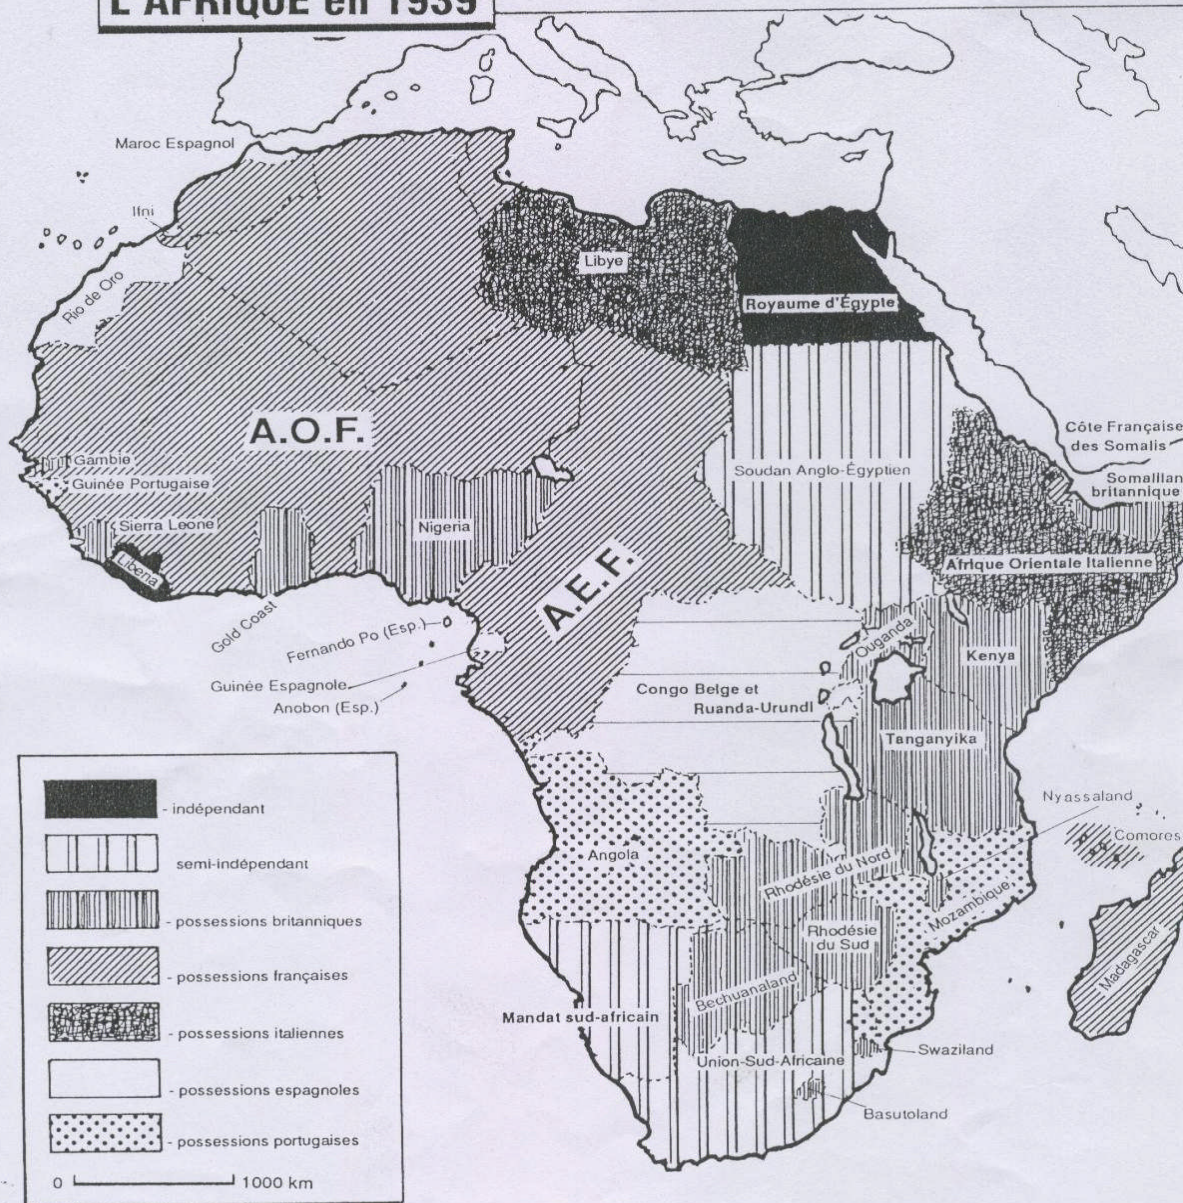 L'AFRIQUE en 1939
Maroc Espagnol
Ifni
Rio de Oro
Libye
Royaume d'Égypte
A.O.F.
Côte Française
des Somalis
Gambie
Guinée Portugaise
Soudan Anglo-Égyptien
Somalilan
britannique
Sierra Leone
Nigeria
Liberia
Afrique Orientale Italienne
A.E.F.
Gold Coast
Fernando Po (Esp.)
Ouganda
Kenya
Guinée Espagnole
Anobon (Esp.)
Congo Belge et
Ruanda-Urundi
Tanganyika
Nyassaland
Comores
Angola
Rhodésie du Nord
Mozambique
Rhodésie
du Sud
Madagascar
Bechuanaland
Mandat sud-africain
Union-Sud-Africaine
Swaziland
Basutoland
- indépendant
semi-indépendant
- possessions britanniques
- possessions françaises
- possessions italiennes
- possessions espagnoles
- possessions portugaises
0 1000 km